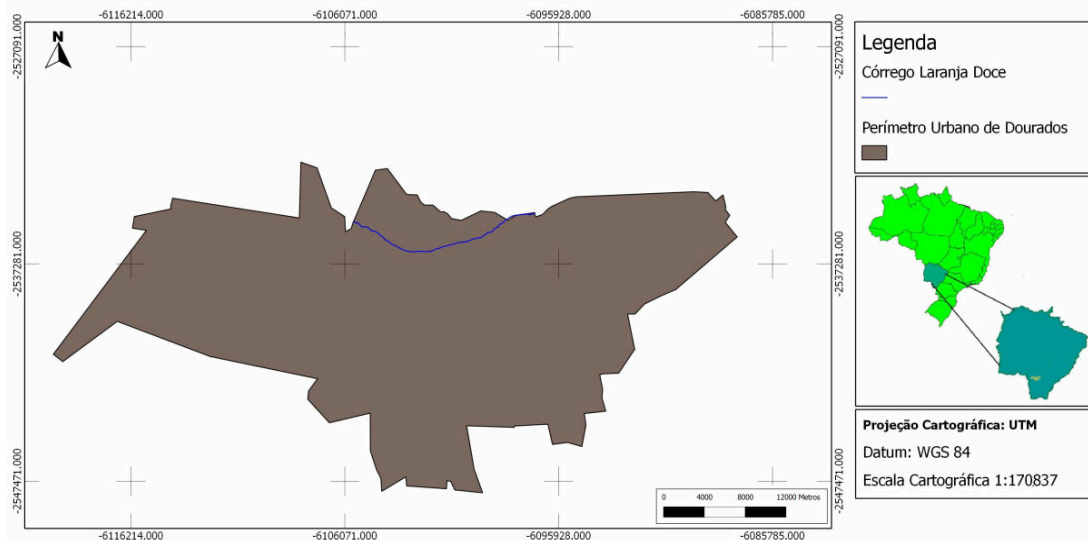 -6116214.000 -6106071.000 -6095928.000 -6085785.000
-2527091.000 -2527091.000
N
-2537281.000 -2537281.000
-2547471.000 -2547471.000
0 4000 8000 12000 Metros
-6116214.000 -6106071.000 -6095928.000 -6085785.000
Legenda
Córrego Laranja Doce
Perímetro Urbano de Dourados
Projeção Cartográfica: UTM
Datum: WGS 84
Escala Cartográfica 1:170837